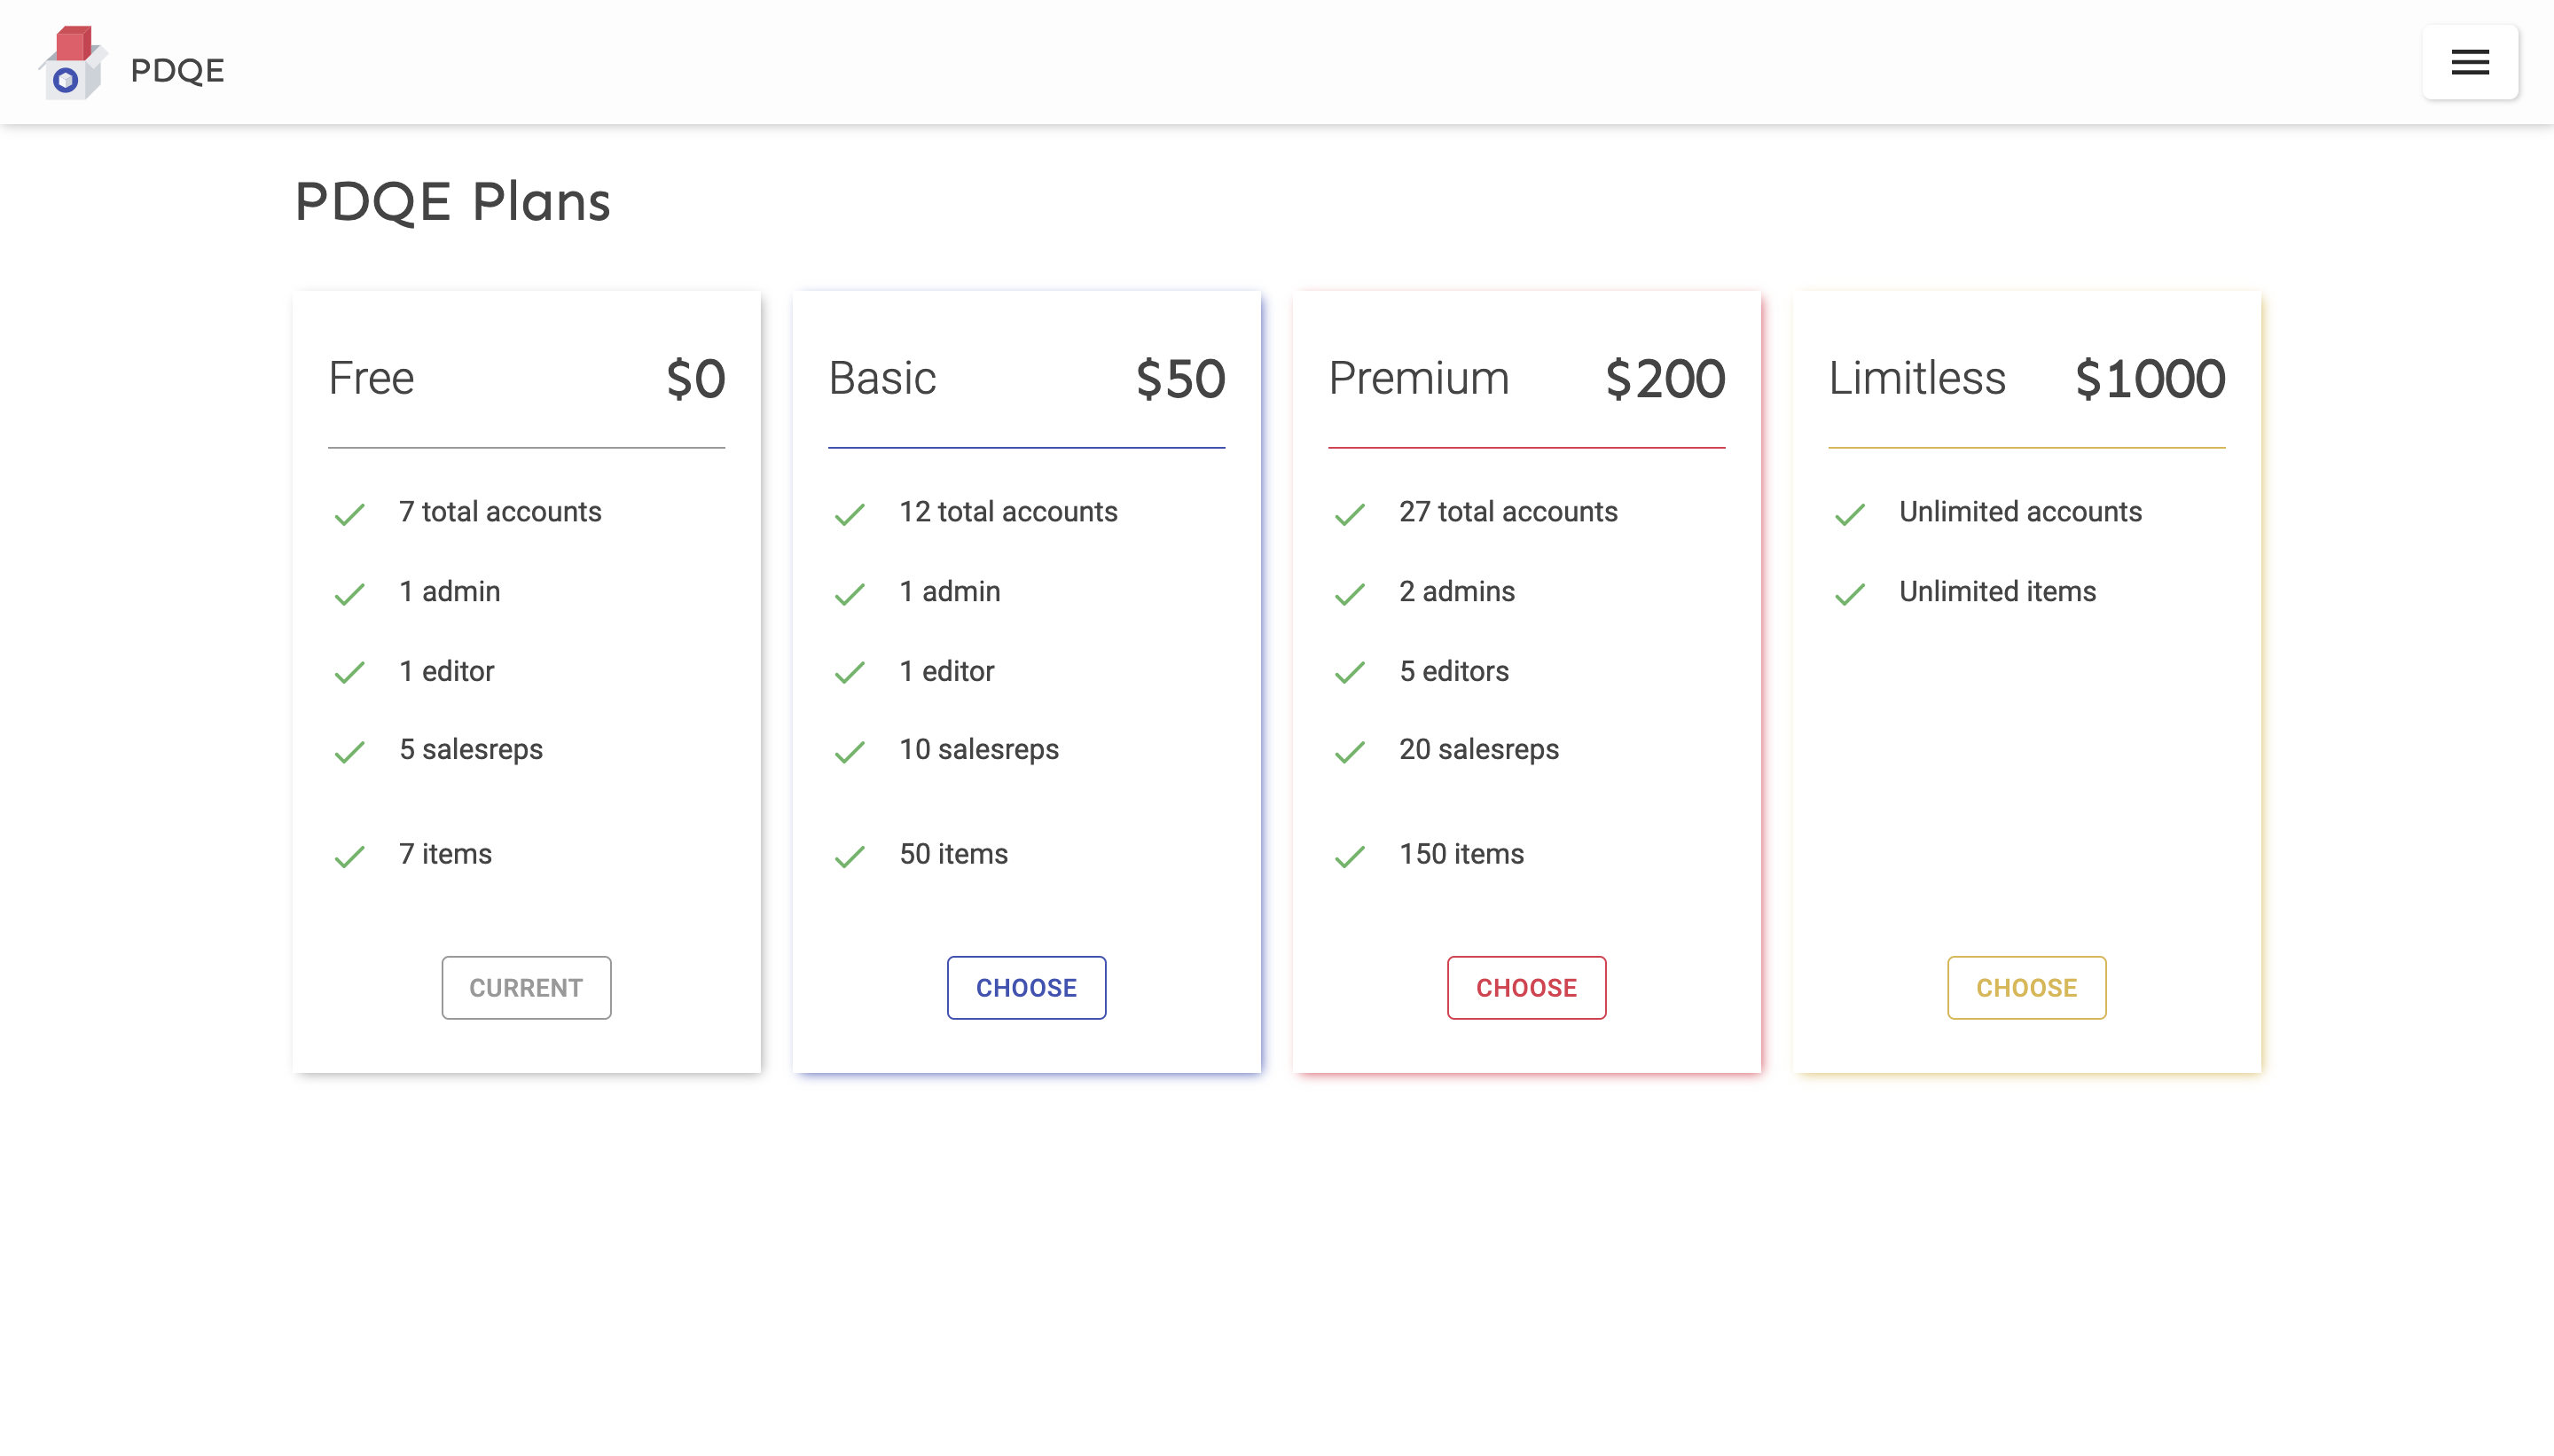 PDQE
PDQE Plans
Free $0
7 total accounts
1 admin
1 editor
5 salesreps
7 items
CURRENT
Basic $50
12 total accounts
1 admin
1 editor
10 salesreps
50 items
CHOOSE
Premium $200
27 total accounts
2 admins
5 editors
20 salesreps
150 items
CHOOSE
Limitless $1000
Unlimited accounts
Unlimited items
CHOOSE